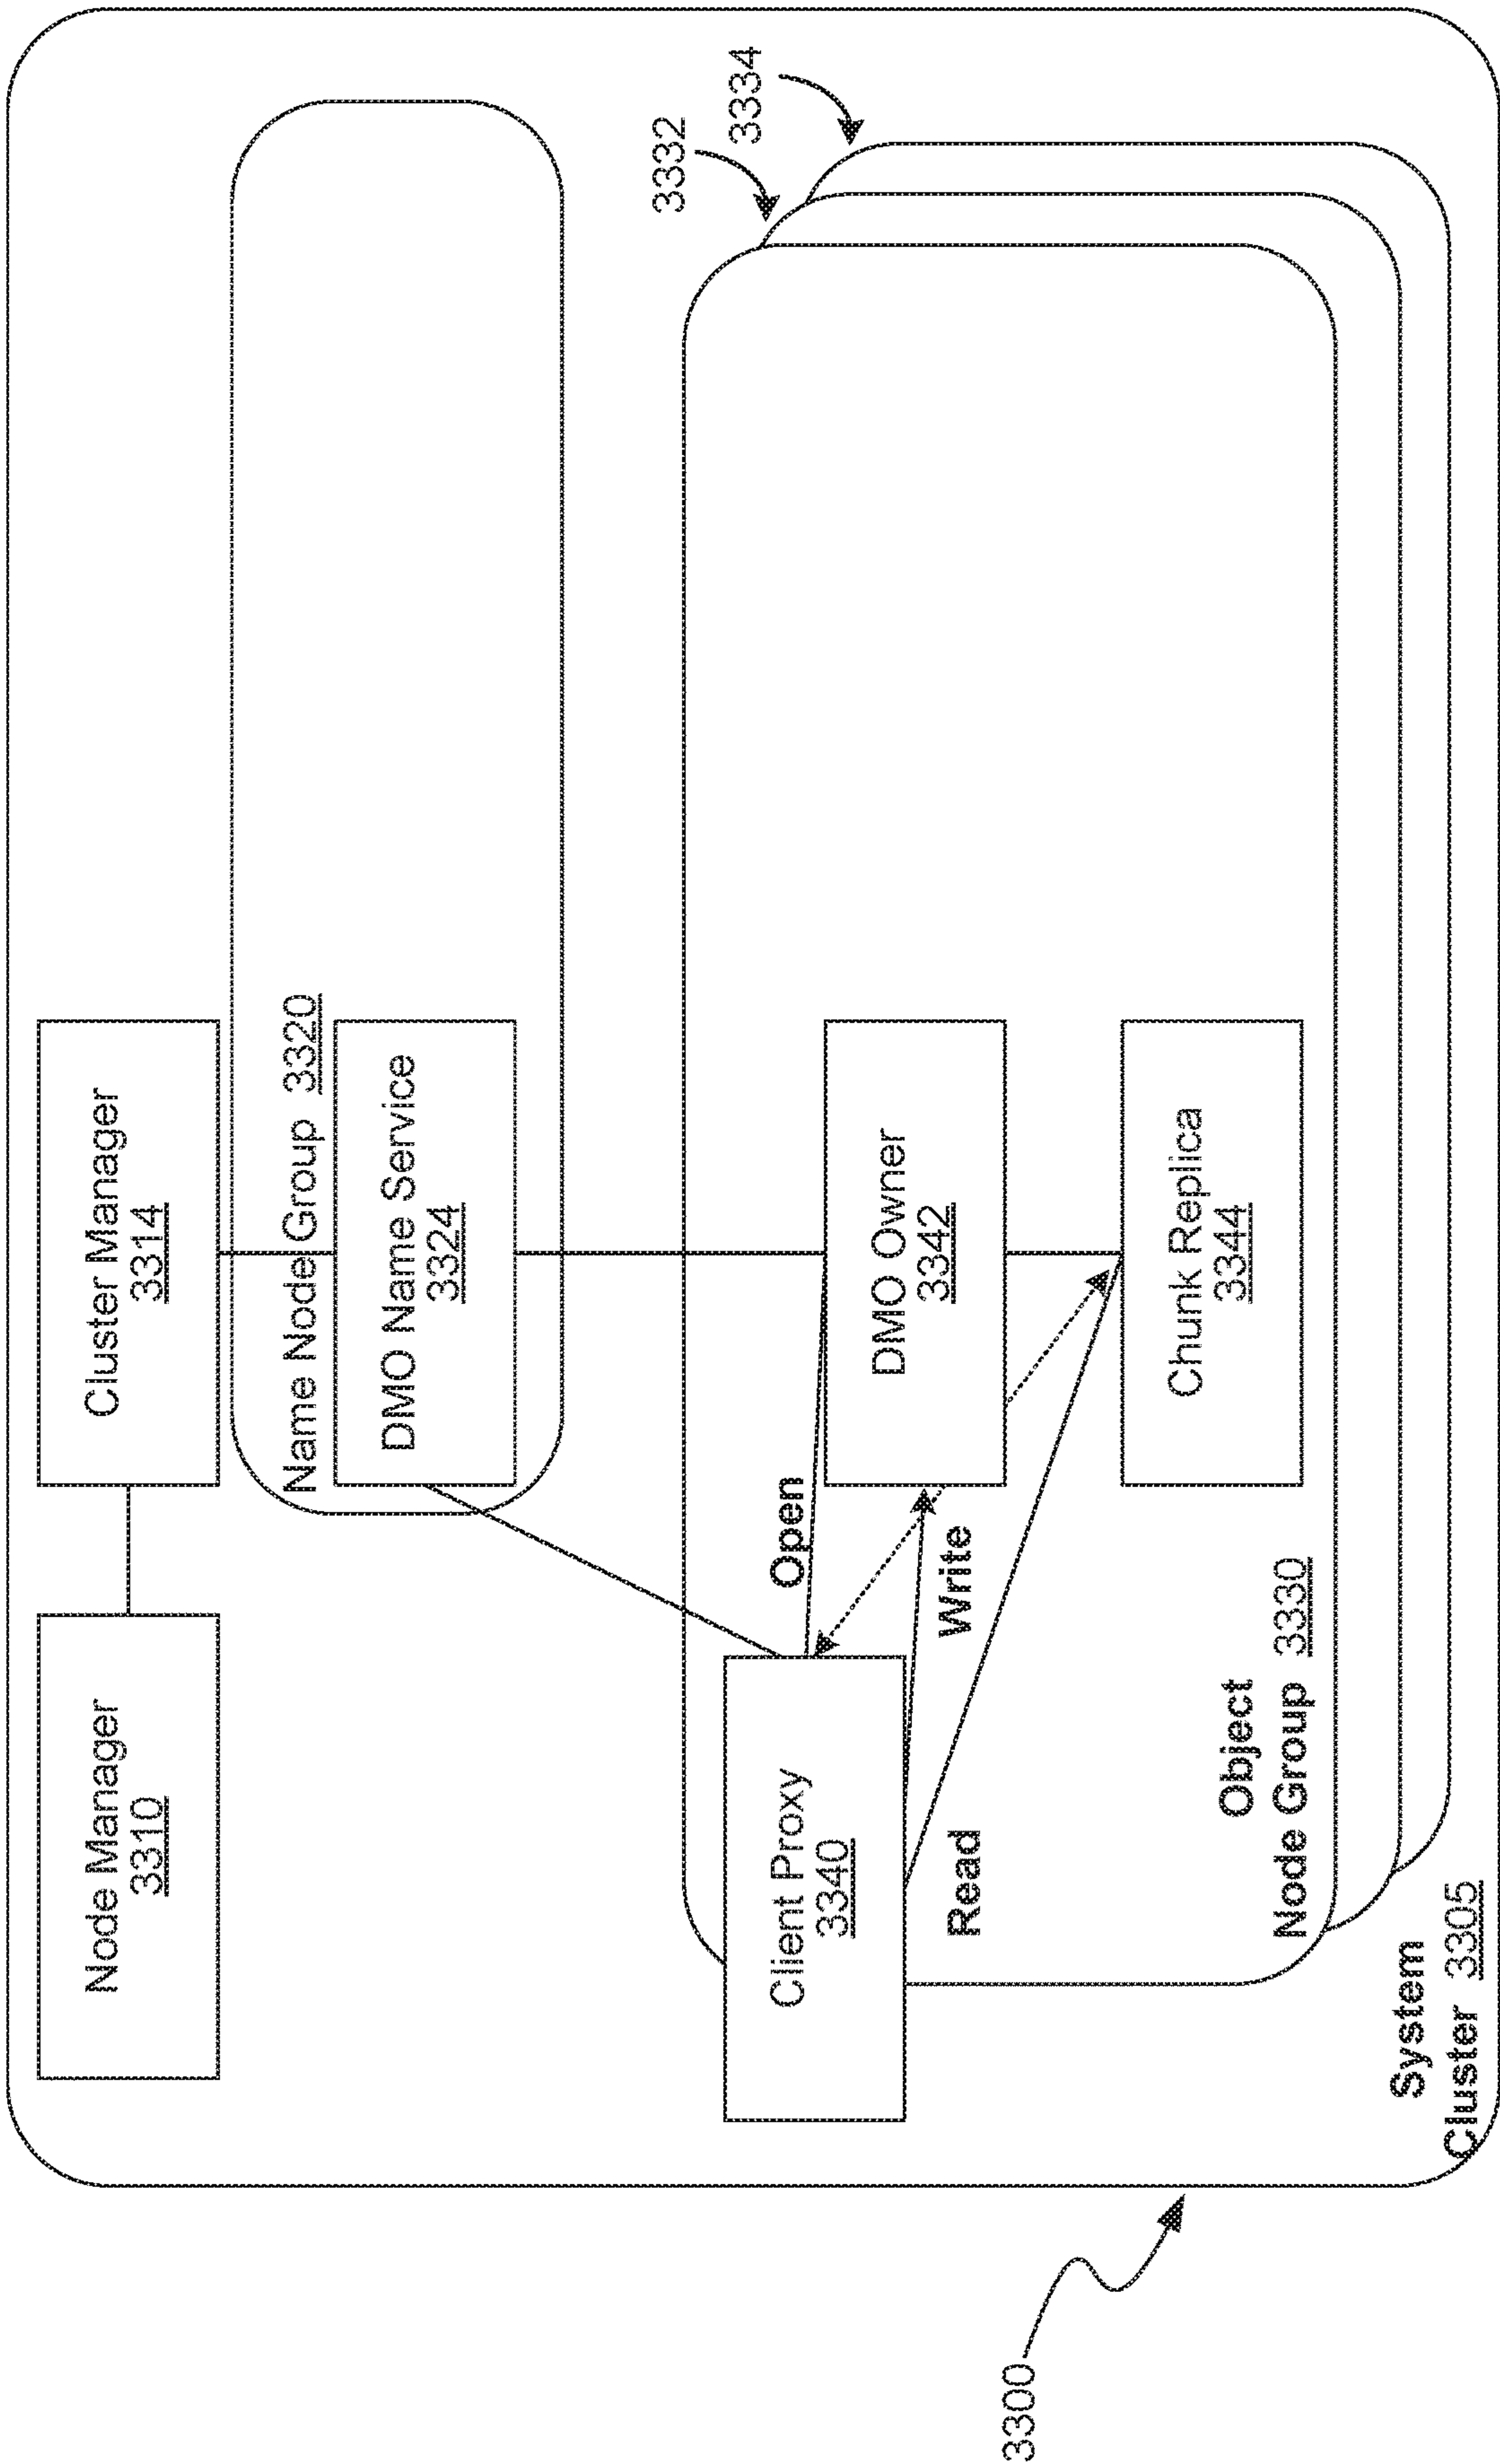 3300
Node Manager
3310
Cluster Manager
3314
Name Node Group 3320
DMO Name Service
3324
3332
3334
Client Proxy
3340
Open
DMO Owner
3342
Write
Read
Chunk Replica
3344
Object
Node Group 3330
System
Cluster 3305